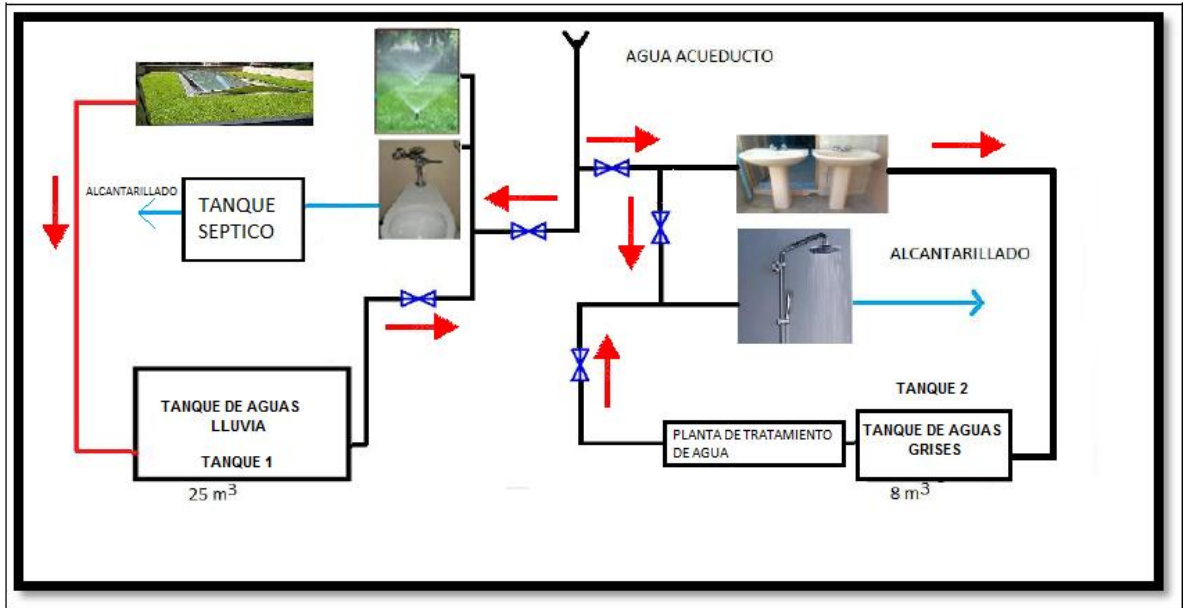 AGUA ACUEDUCTO
ALCANTARILLADO
TANQUE
SEPTICO
ALCANTARILLADO
TANQUE DE AGUAS
LLUVIA
TANQUE 1
25 m3
TANQUE 2
PLANTA DE TRATAMIENTO
DE AGUA
TANQUE DE AGUAS
GRISES
8 m3